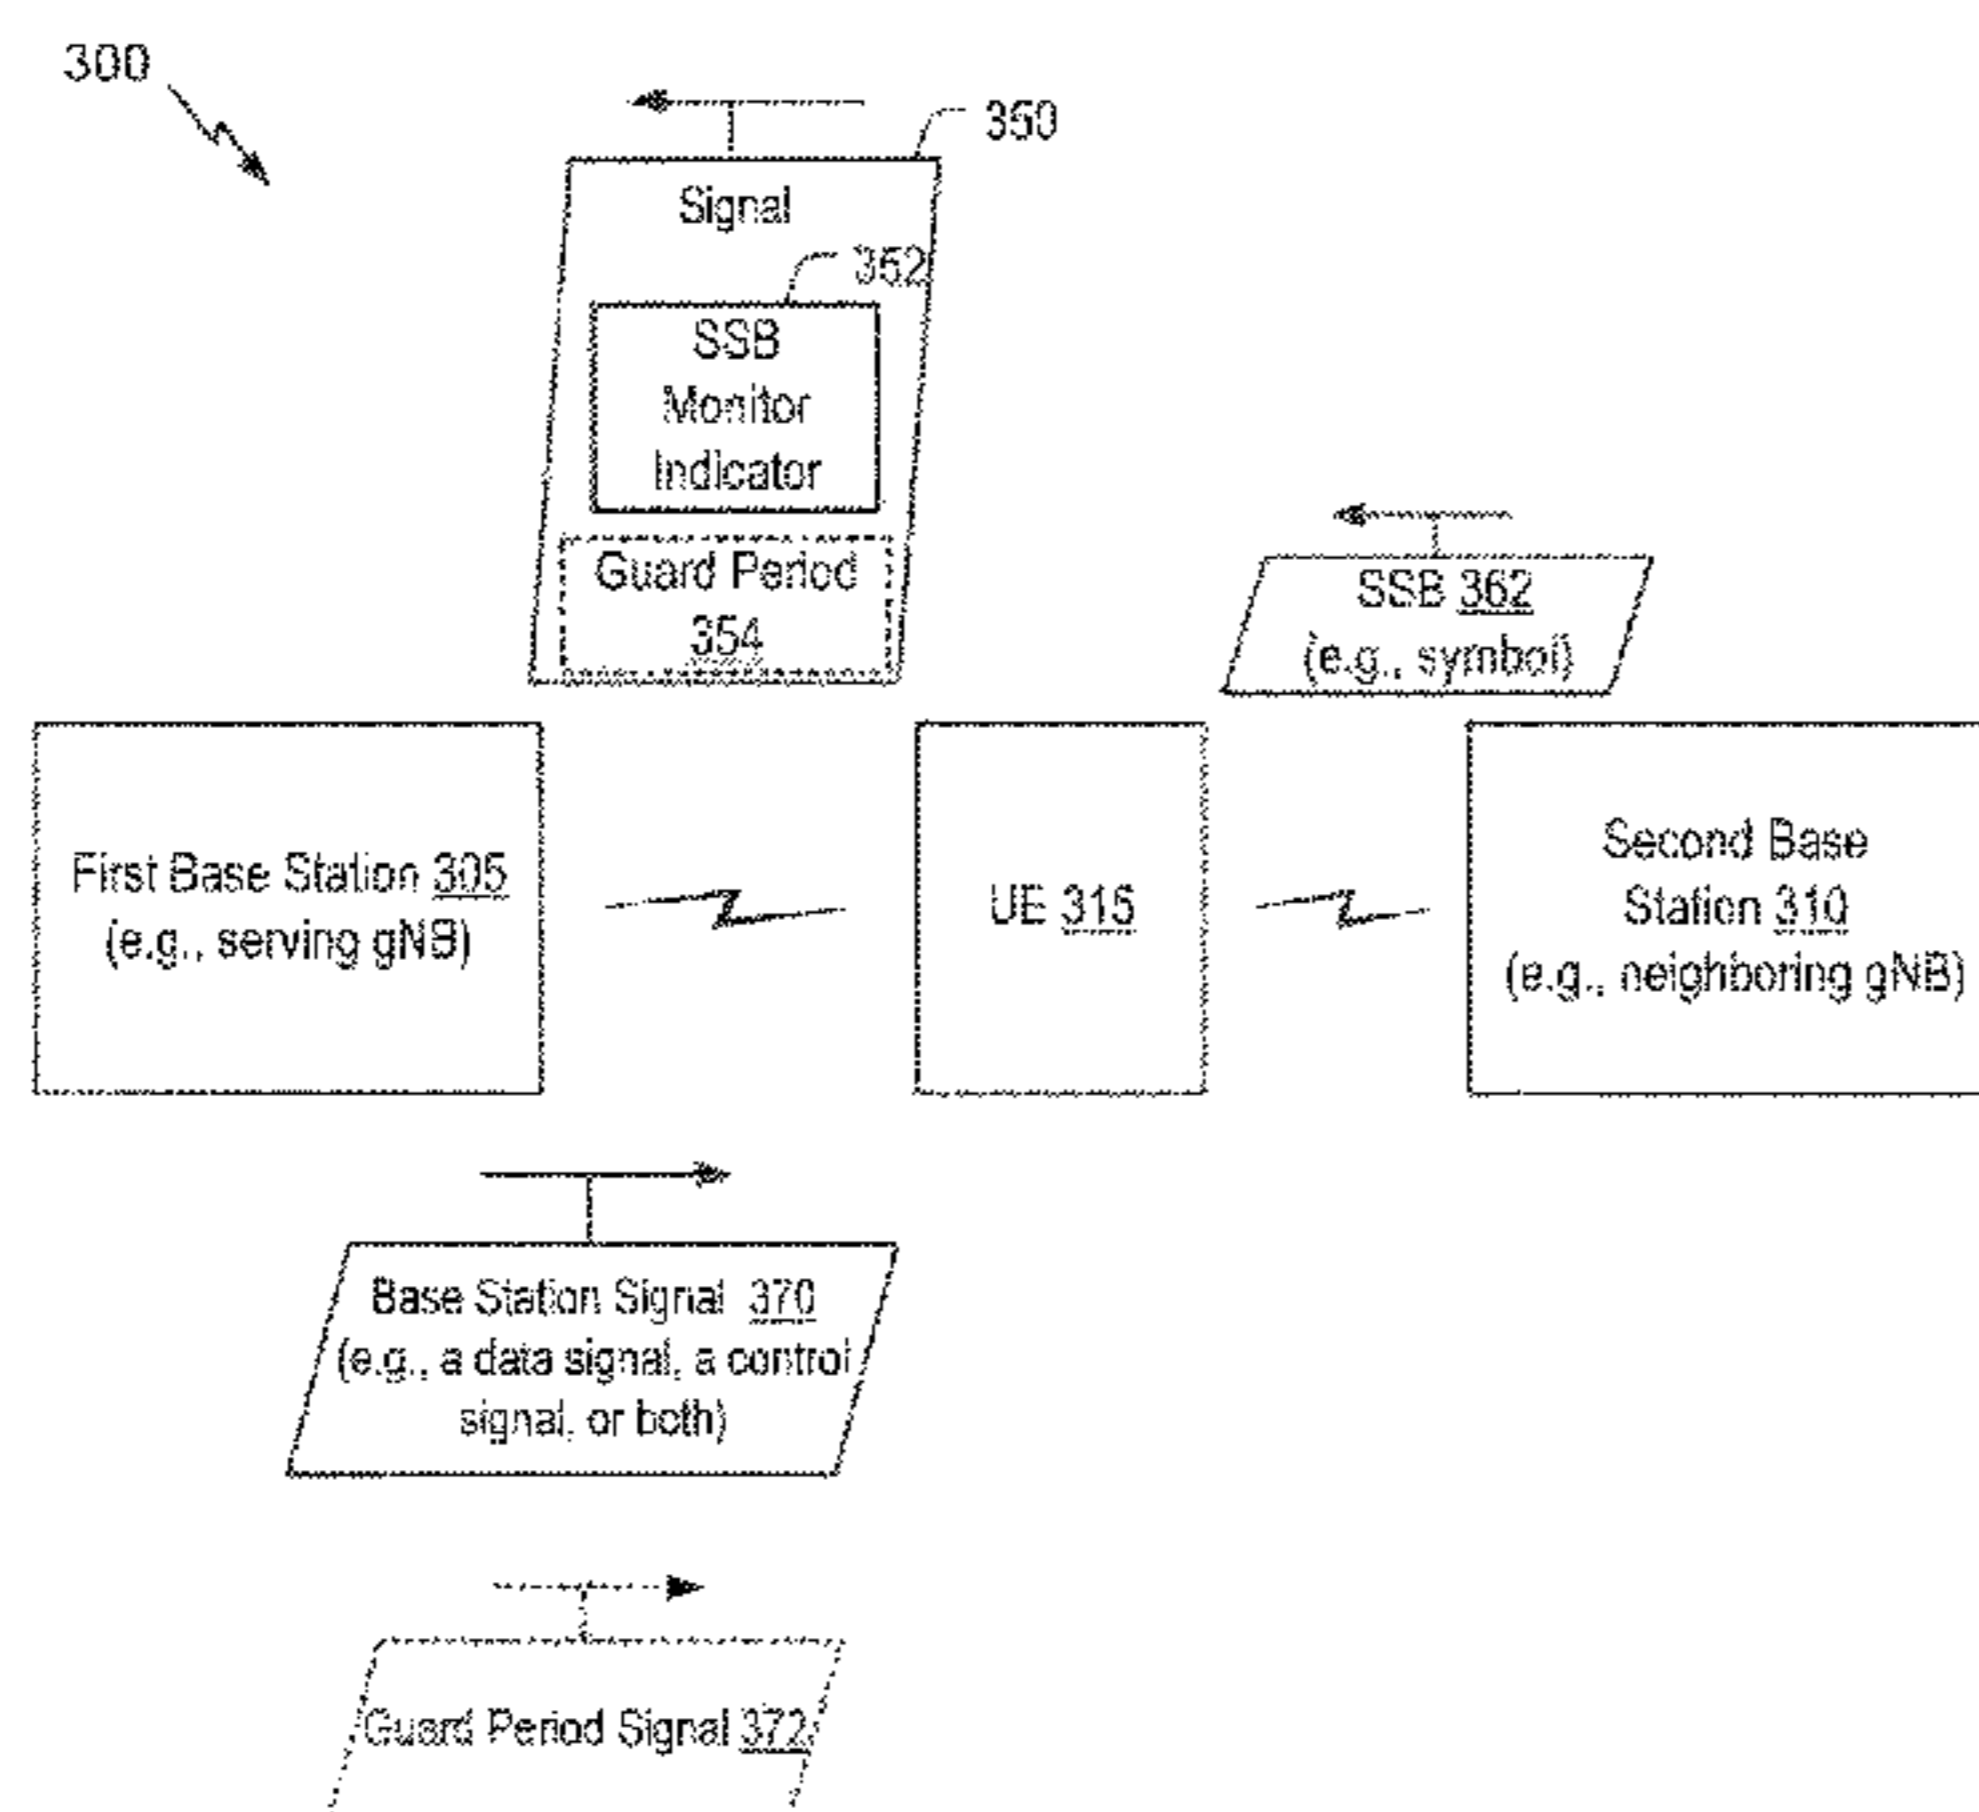 300
350
Signal
352
SSB
Monitor
Indicator
Guard Period
354
SSB 362
(e.g., symbol)
First Base Station 305
(e.g., serving gNB)
UE 315
Second Base
Station 310
(e.g., neighboring gNB)
Base Station Signal 370
(e.g., a data signal, a control
signal, or both)
Guard Period Signal 372